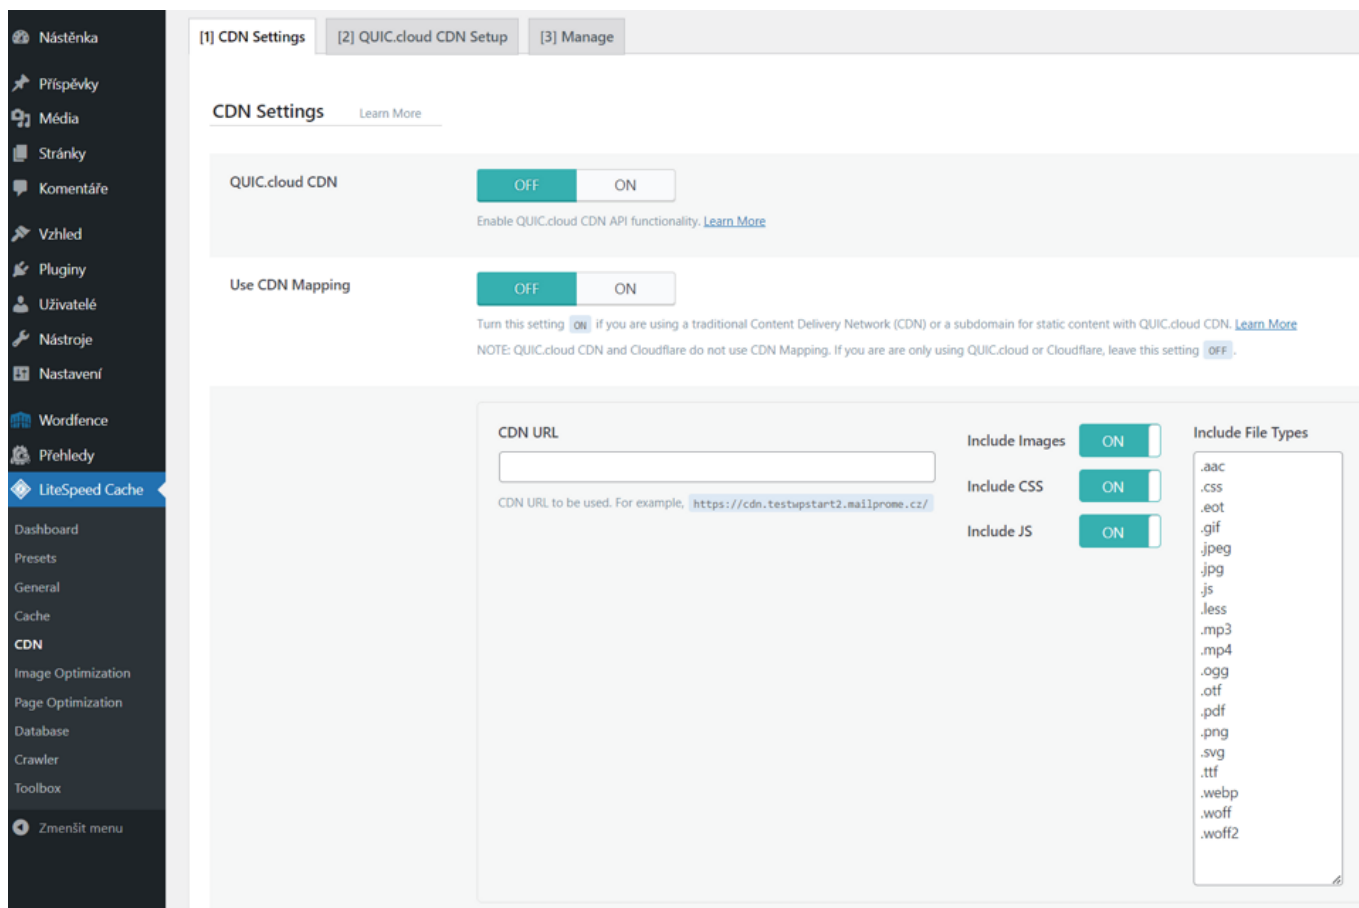 Nástěnka
Příspěvky
Média
Stránky
Komentáře
Vzhled
Pluginy
Uživatelé
Nástroje
Nastavení
Wordfence
Přehledy
LiteSpeed Cache
Dashboard
Presets
General
Cache
CDN
Image Optimization
Page Optimization
Database
Crawler
Toolbox
Zmenšit menu
[1] CDN Settings [2] QUIC.cloud CDN Setup [3] Manage
CDN Settings Learn More
QUIC.cloud CDN OFF ON
Enable QUIC.cloud CDN API functionality. Learn More
Use CDN Mapping OFF ON
Turn this setting ON if you are using a traditional Content Delivery Network (CDN) or a subdomain for static content with QUIC.cloud CDN. Learn More
NOTE: QUIC.cloud CDN and Cloudflare do not use CDN Mapping. If you are are only using QUIC.cloud or Cloudflare, leave this setting OFF .
CDN URL
CDN URL to be used. For example, https://cdn.testwpstart2.mailprome.cz/
Include Images ON
Include CSS ON
Include JS ON
Include File Types
.aac
.css
.eot
.gif
.jpeg
.jpg
.js
.less
.mp3
.mp4
.ogg
.otf
.pdf
.png
.svg
.ttf
.webp
.woff
.woff2